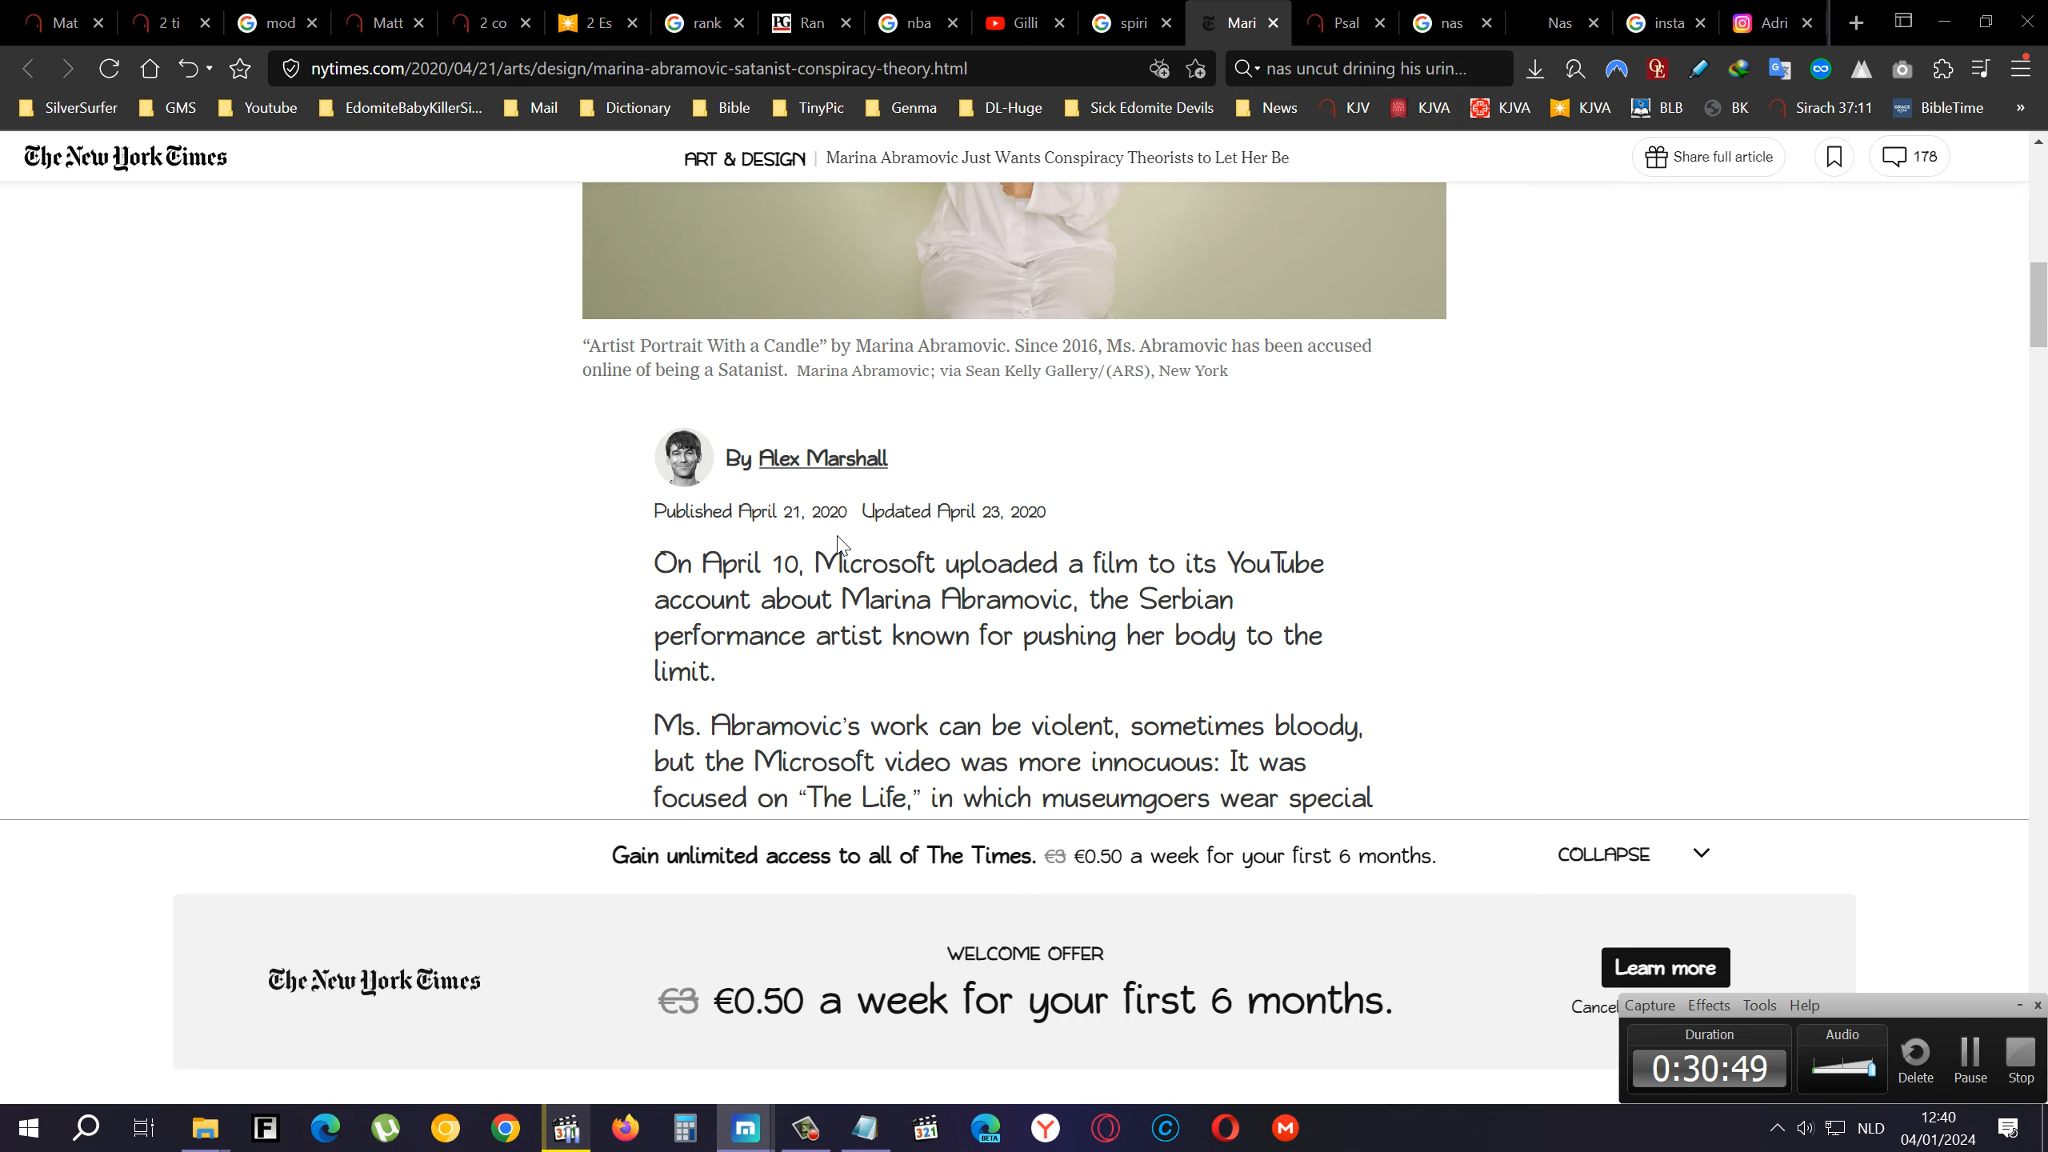 Mat
2 ti
mod
Matt
2 co
2 Es
rank
Ran
nba
Gilli
spiri
Mari
Psal
nas
Nas
insta
Adri
nytimes.com/2020/04/21/arts/design/marina-abramovic-satanist-conspiracy-theory.html
nas uncut drining his urin...
SilverSurfer
GMS
Youtube
EdomiteBabyKillerSi...
Mail
Dictionary
Bible
TinyPic
Genma
DL-Huge
Sick Edomite Devils
News
KJV
KJVA
KJVA
KJVA
BLB
BK
Sirach 37:11
BibleTime
The New York Times
ART & DESIGN | Marina Abramovic Just Wants Conspiracy Theorists to Let Her Be
Share full article
178
“Artist Portrait With a Candle” by Marina Abramovic. Since 2016, Ms. Abramovic has been accused
online of being a Satanist. Marina Abramovic; via Sean Kelly Gallery/(ARS), New York
By Alex Marshall
Published April 21, 2020 Updated April 23, 2020
On April 10, Microsoft uploaded a film to its YouTube
account about Marina Abramovic, the Serbian
performance artist known for pushing her body to the
limit.
Ms. Abramovic’s work can be violent, sometimes bloody,
but the Microsoft video was more innocuous: It was
focused on “The Life,” in which museumgoers wear special
Gain unlimited access to all of The Times. €3 €0.50 a week for your first 6 months.
COLLAPSE
The New York Times
WELCOME OFFER
€3 €0.50 a week for your first 6 months.
Learn more
Cancel
Capture Effects Tools Help
Duration
0:30:49
Audio
Delete
Pause
Stop
NLD
12:40
04/01/2024